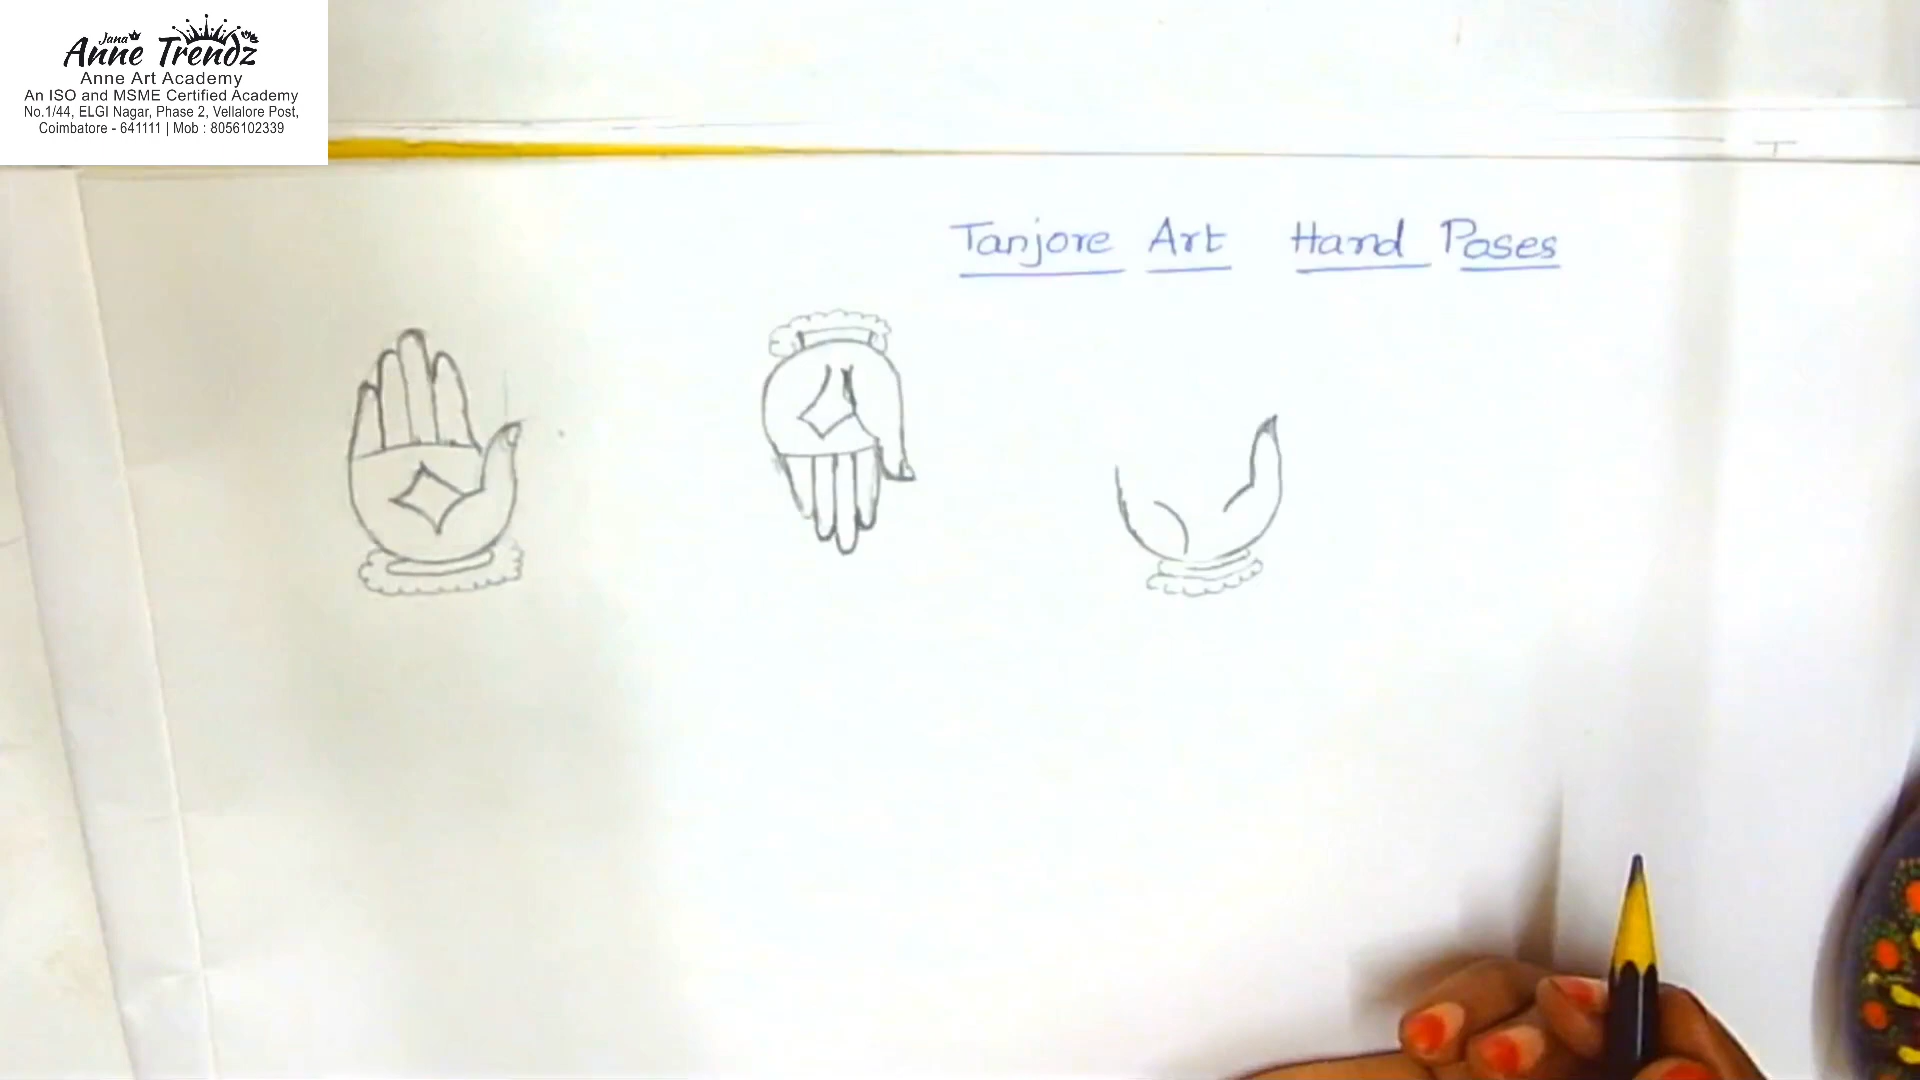 Jana
Anne Trendz
Anne Art Academy
An ISO and MSME Certified Academy
No.1/44, ELGI Nagar, Phase 2, Vellalore Post,
Coimbatore - 641111 | Mob : 8056102339
Tanjore Art Hand Poses